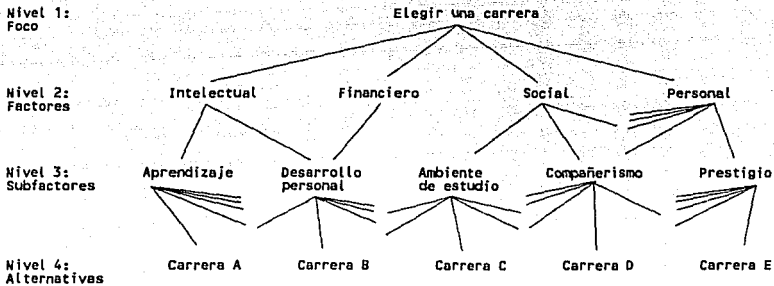 Nivel 1:
Foco
Elegir una carrera
Nivel 2:
Factores
Intelectual
Financiero
Social
Personal
Nivel 3:
Subfactores
Aprendizaje
Desarrollo
personal
Ambiente
de estudio
Compañerismo
Prestigio
Nivel 4:
Alternativas
Carrera A
Carrera B
Carrera C
Carrera D
Carrera E